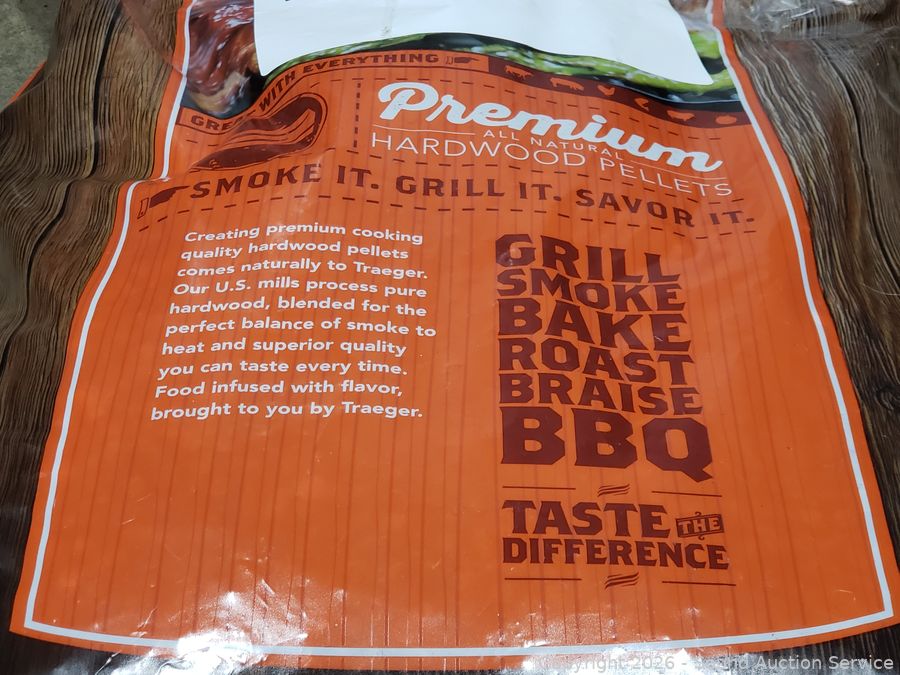 GREAT WITH EVERYTHING
Premium
ALL NATURAL
HARDWOOD PELLETS
SMOKE IT. GRILL IT. SAVOR IT.
Creating premium cooking
quality hardwood pellets
comes naturally to Traeger.
Our U.S. mills process pure
hardwood, blended for the
perfect balance of smoke to
heat and superior quality
you can taste every time.
Food infused with flavor,
brought to you by Traeger.
GRILL
SMOKE
BAKE
ROAST
BRAISE
BBQ
TASTE THE
DIFFERENCE
Copyright 2026 - Auction Service